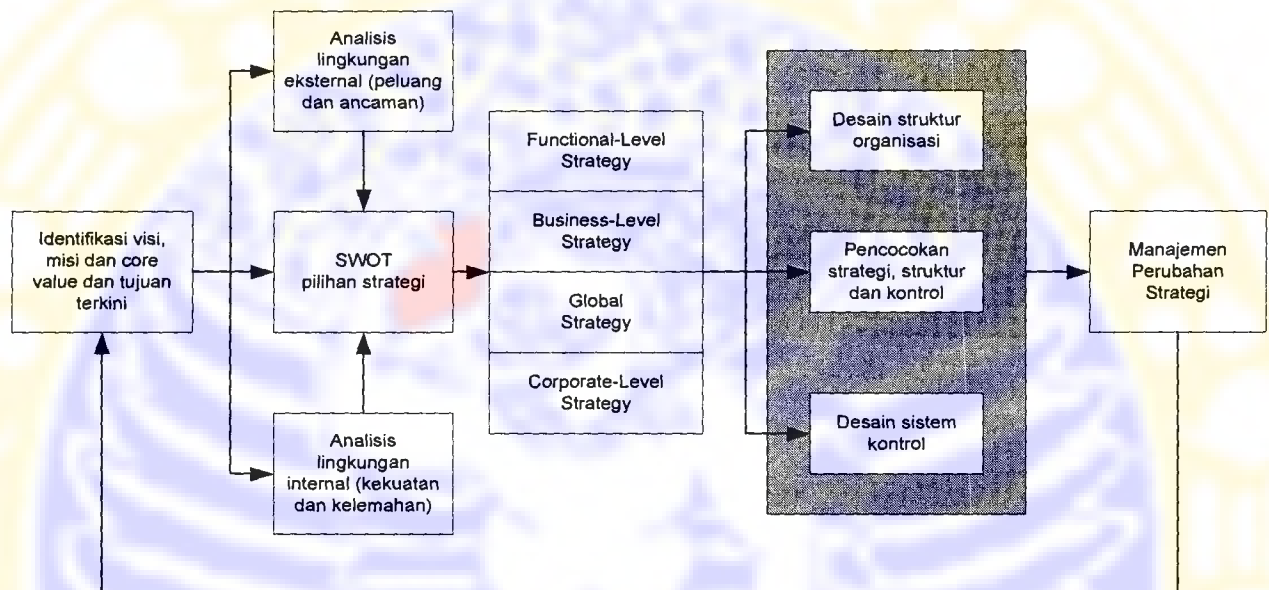 Analisis
lingkungan
eksternal (peluang
dan ancaman)
Identifikasi visi,
misi dan core
value dan tujuan
terkini
SWOT
pilihan strategi
Analisis
lingkungan
internal (kekuatan
dan kelemahan)
Functional-Level
Strategy
Business-Level
Strategy
Global
Strategy
Corporate-Level
Strategy
Desain struktur
organisasi
Pencocokan
strategi, struktur
dan kontrol
Desain sistem
kontrol
Manajemen
Perubahan
Strategi